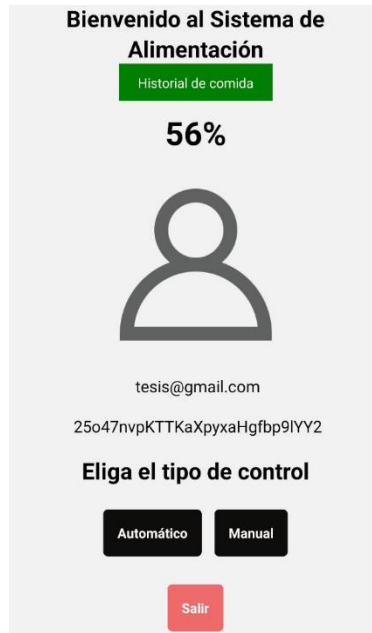 Bienvenido al Sistema de
Alimentación
Historial de comida
56%
tesis@gmail.com
25o47nvpKTTKaXpyxaHgfbp9lYY2
Eliga el tipo de control
Automático Manual
Salir